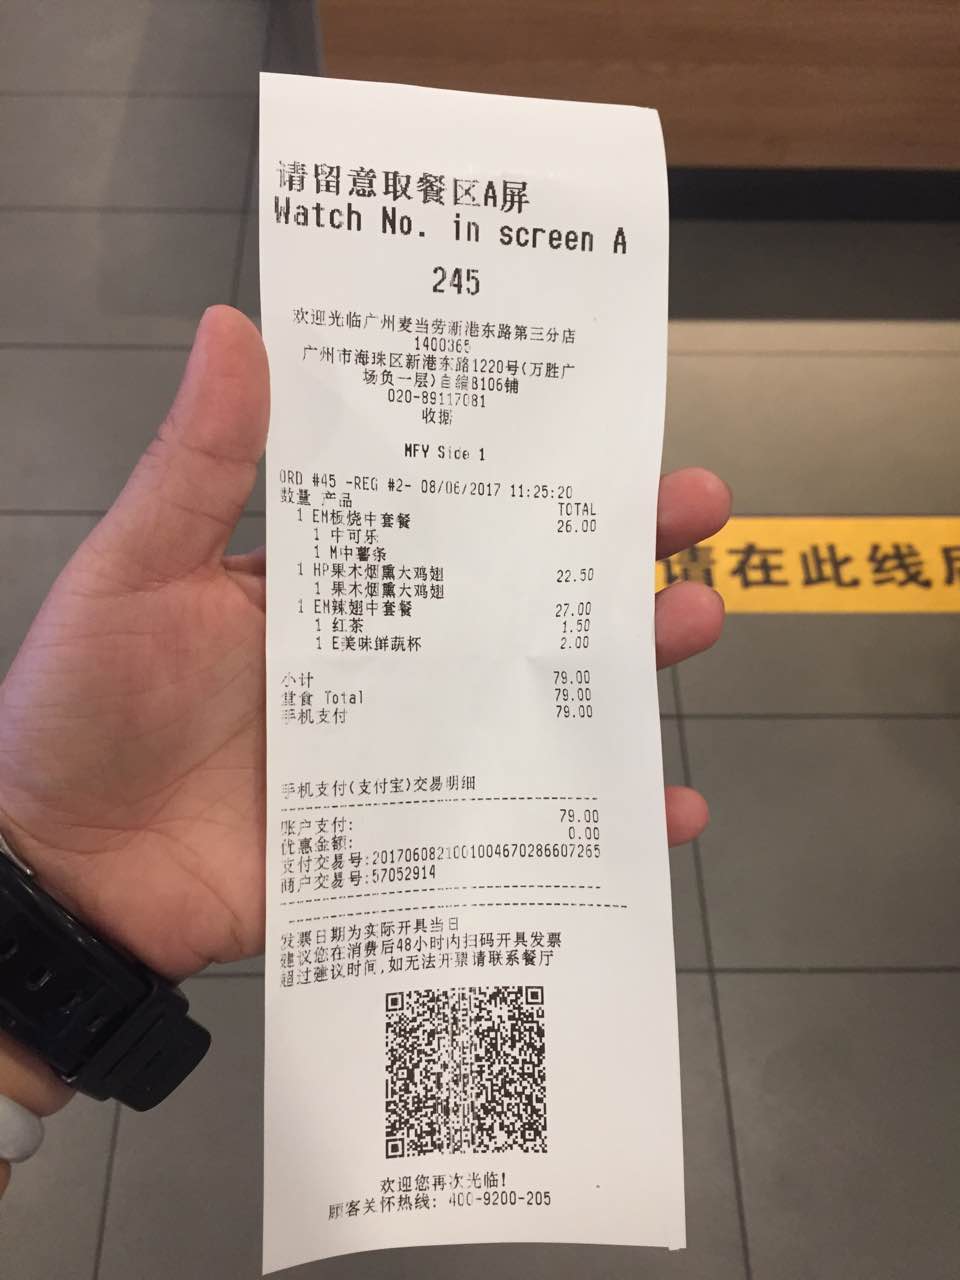 请留意取餐区A屏
Watch No. in screen A
245
欢迎光临广州麦当劳新港东路第三分店
1400365
广州市海珠区新港东路1220号(万胜广
场负一层)自编B106铺
020-89117081
收据
MFY Side 1
ORD #45 -REG #2- 08/06/2017 11:25:20
数量 产品 TOTAL
1 EM板烧中套餐 26.00
1 中可乐
1 M中薯条
1 HP果木烟熏大鸡翅 22.50
1 果木烟熏大鸡翅
1 EM辣翅中套餐 27.00
1 红茶 1.50
1 E美味鲜蔬杯 2.00
小计 79.00
堂食 Total 79.00
手机支付 79.00
手机支付(支付宝)交易明细
账户支付: 79.00
优惠金额: 0.00
支付交易号:2017060821001004670286607265
商户交易号:57052914
发票日期为实际开具当日
建议您在消费后48小时内扫码开具发票
超过建议时间,如无法开票请联系餐厅
欢迎您再次光临!
顾客关怀热线: 400-9200-205
请在此线后